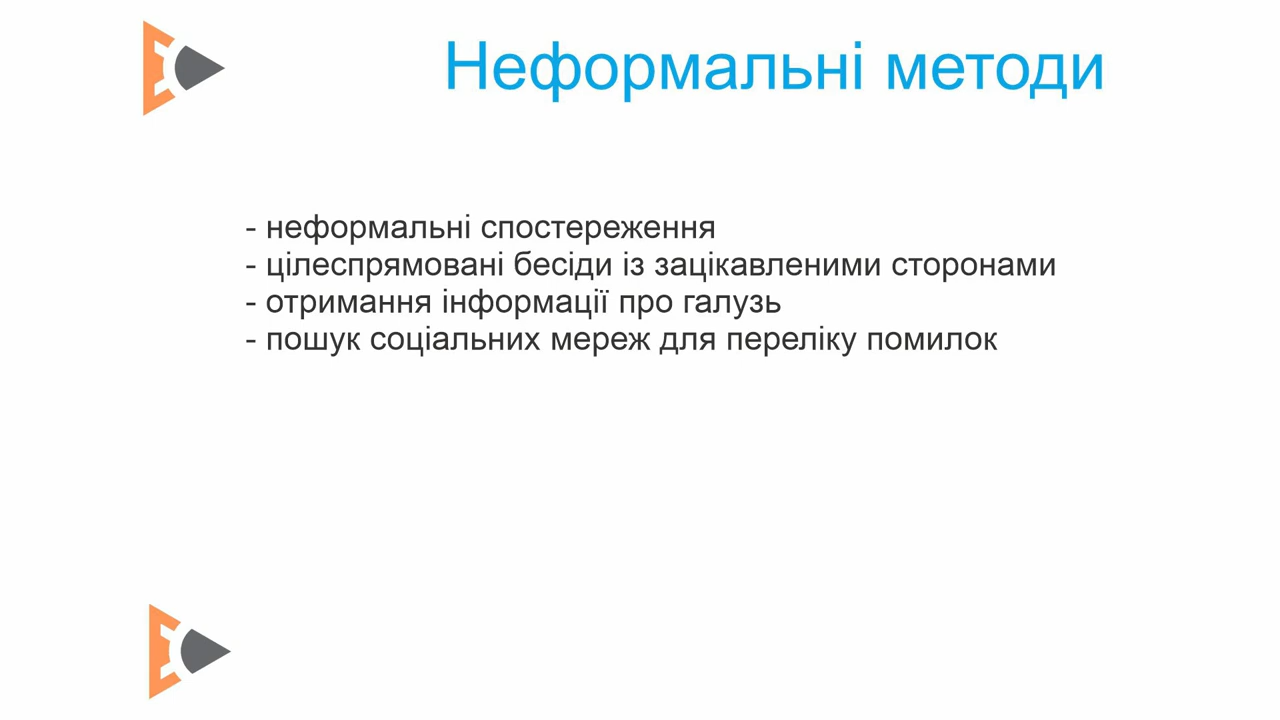 Неформальні методи
- неформальні спостереження
- цілеспрямовані бесіди із зацікавленими сторонами
- отримання інформації про галузь
- пошук соціальних мереж для переліку помилок